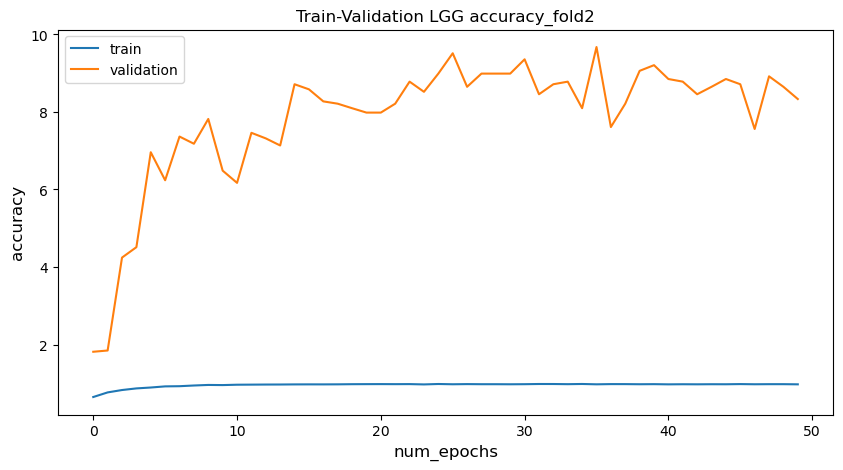 Train-Validation LGG accuracy_fold2
train
validation
accuracy
10
8
6
4
2
0
10
20
30
40
50
num_epochs